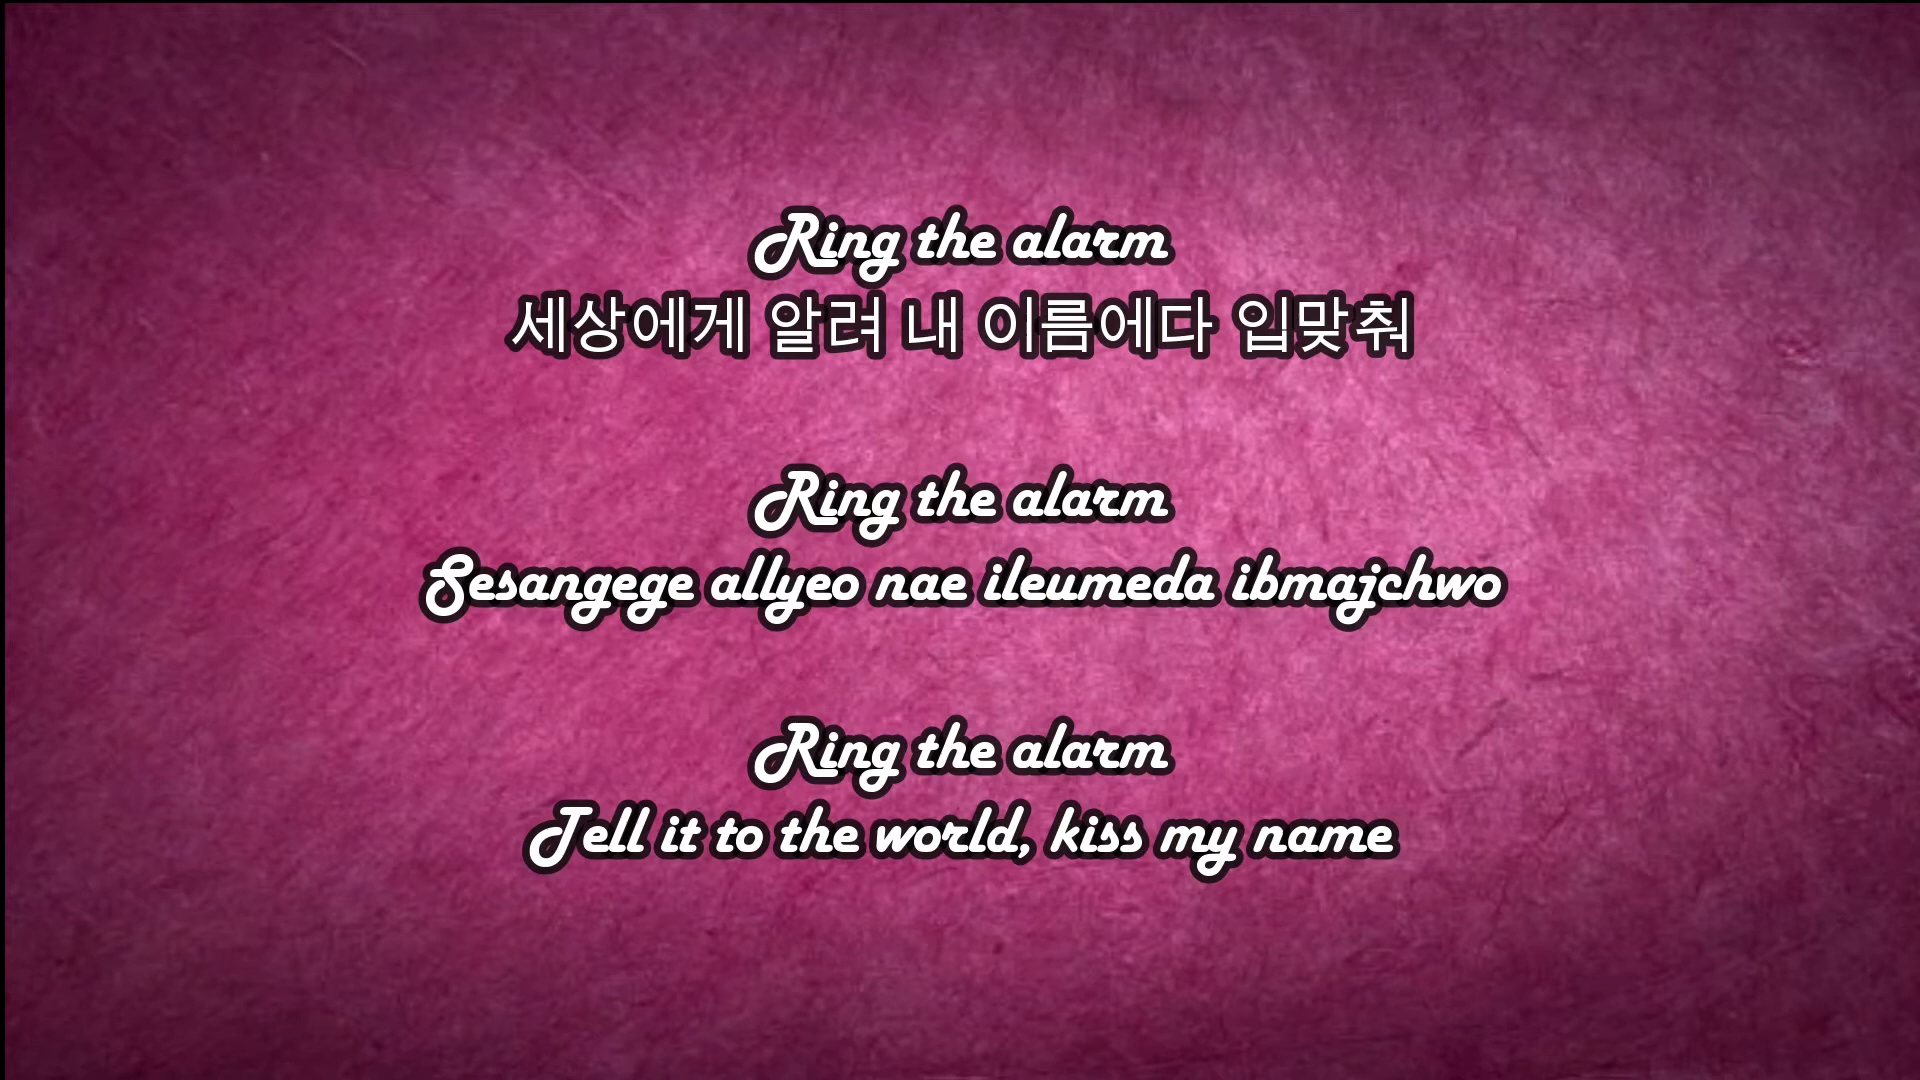 Ring the alarm
세상에게 알려 내 이름에다 입맞춰
Ring the alarm
Sesangege allyeo nae ileumeda ibmajchwo
Ring the alarm
Tell it to the world, kiss my name